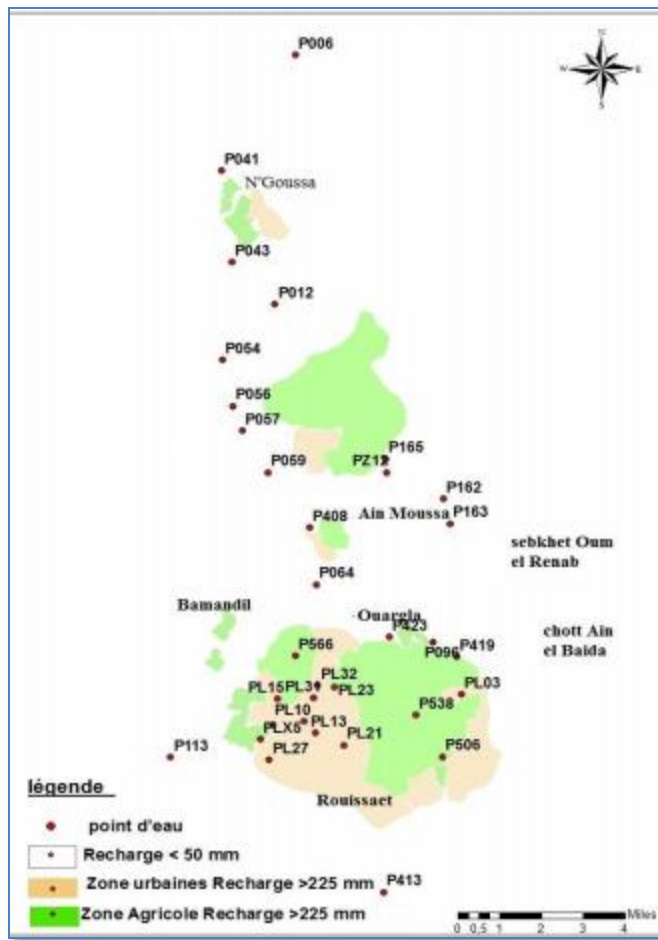 P006
P041
N'Goussa
P043
P012
P054
P056
P057
P165
P059
PZ12
P162
P408
Ain Moussa
P163
sebkhet Oum
el Renab
P064
Bamandil
Ouargla
P423
chott Ain
el Baida
P566
P096
P419
PL32
PL15
PL31
PL23
PL03
PL10
P538
PLX5
PL13
PL21
P113
PL27
P506
légende
Rouissaet
point d'eau
Recharge < 50 mm
Zone urbaines Recharge >225 mm
P413
Zone Agricole Recharge >225 mm
Miles
0 0,5 1 2 3 4